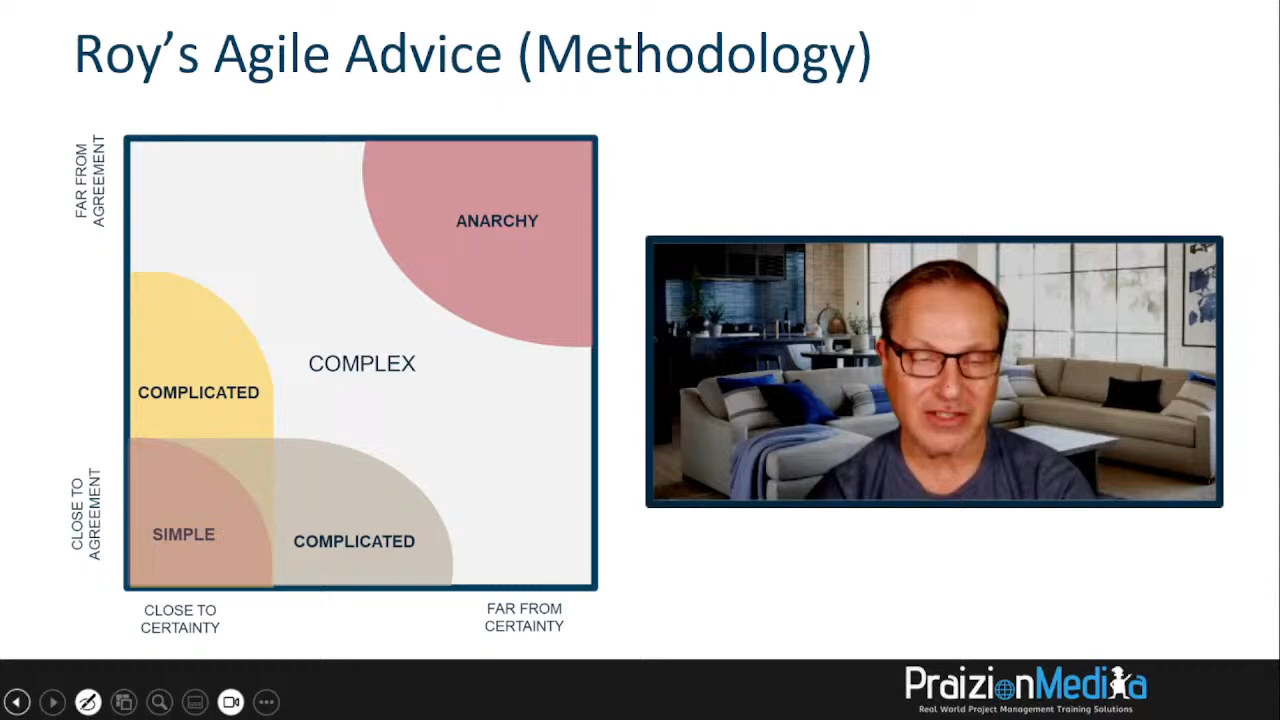 Roy's Agile Advice (Methodology)
FAR FROM
AGREEMENT
ANARCHY
COMPLEX
COMPLICATED
CLOSE TO
AGREEMENT
SIMPLE
COMPLICATED
CLOSE TO
CERTAINTY
FAR FROM
CERTAINTY
PraizionMedia
Real World Project Management Training Solutions